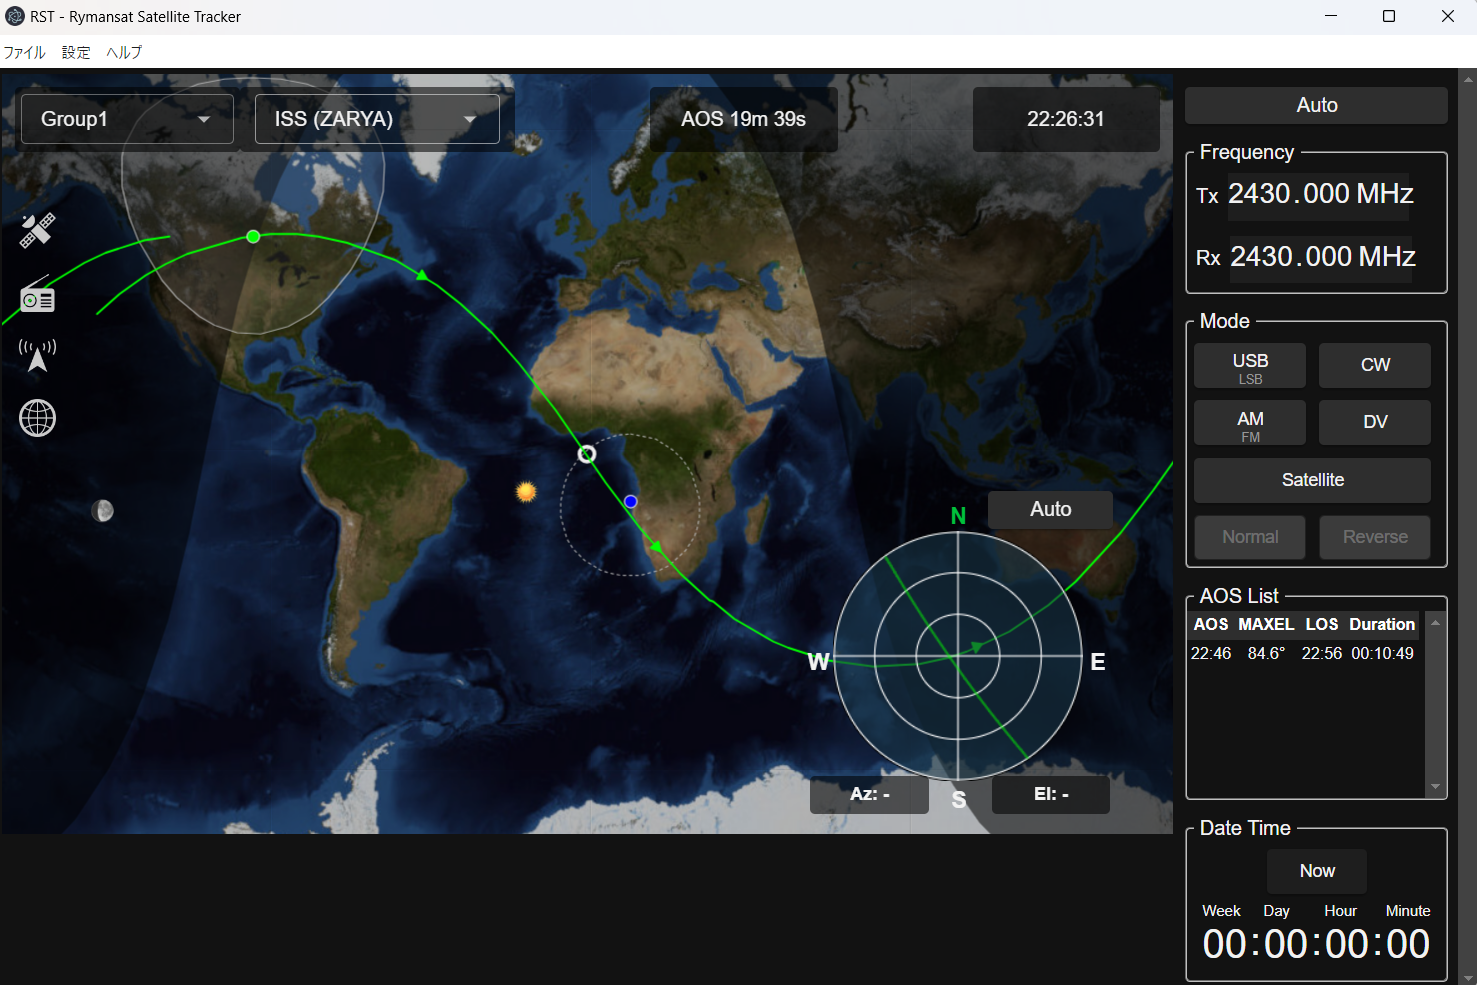 RST - Rymansat Satellite Tracker
ファイル 設定 ヘルプ
Group1
ISS (ZARYA)
AOS 19m 39s
22:26:31
Auto
Frequency
Tx 2430.000 MHz
Rx 2430.000 MHz
Mode
USB
LSB
CW
AM
FM
DV
Satellite
Normal
Reverse
Auto
N
W
E
S
Az: -
El: -
AOS List
AOS MAXEL LOS Duration
22:46 84.6° 22:56 00:10:49
Date Time
Now
Week Day Hour Minute
00:00:00:00